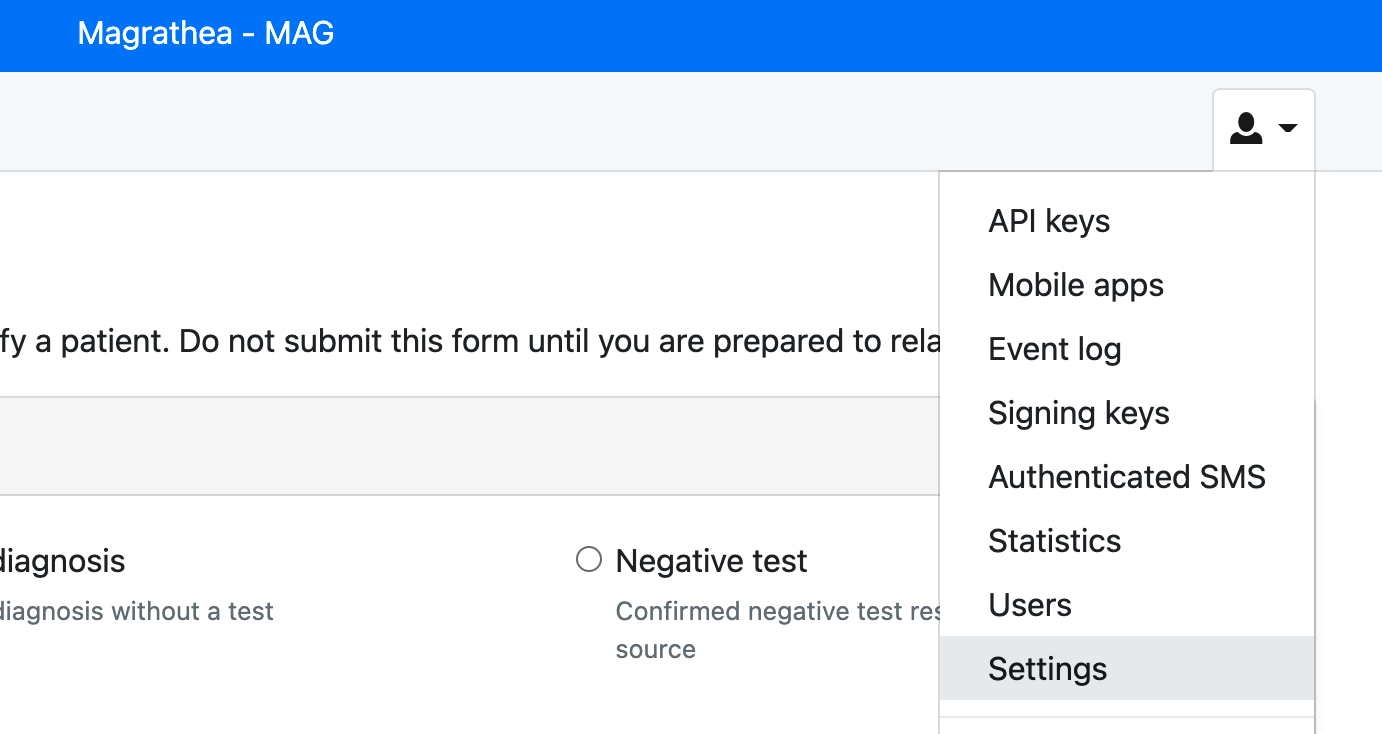 Magrathea - MAG
API keys
Mobile apps
fy a patient. Do not submit this form until you are prepared to rela
Event log
Signing keys
Authenticated SMS
Statistics
Users
Settings
diagnosis
diagnosis without a test
Negative test
Confirmed negative test res
source